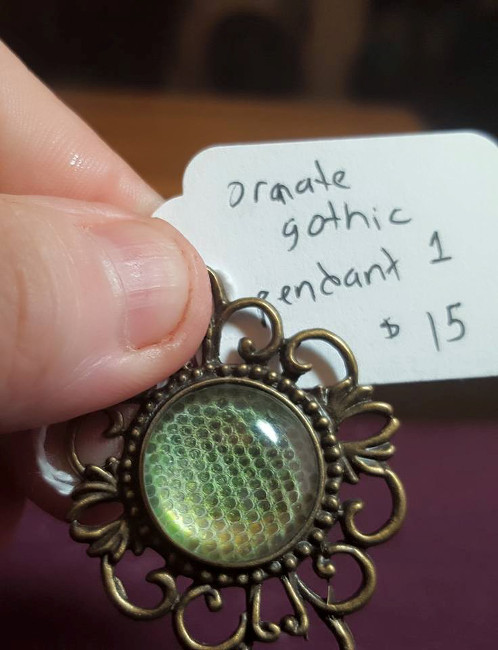 ornate
gothic
pendant 1
$ 15